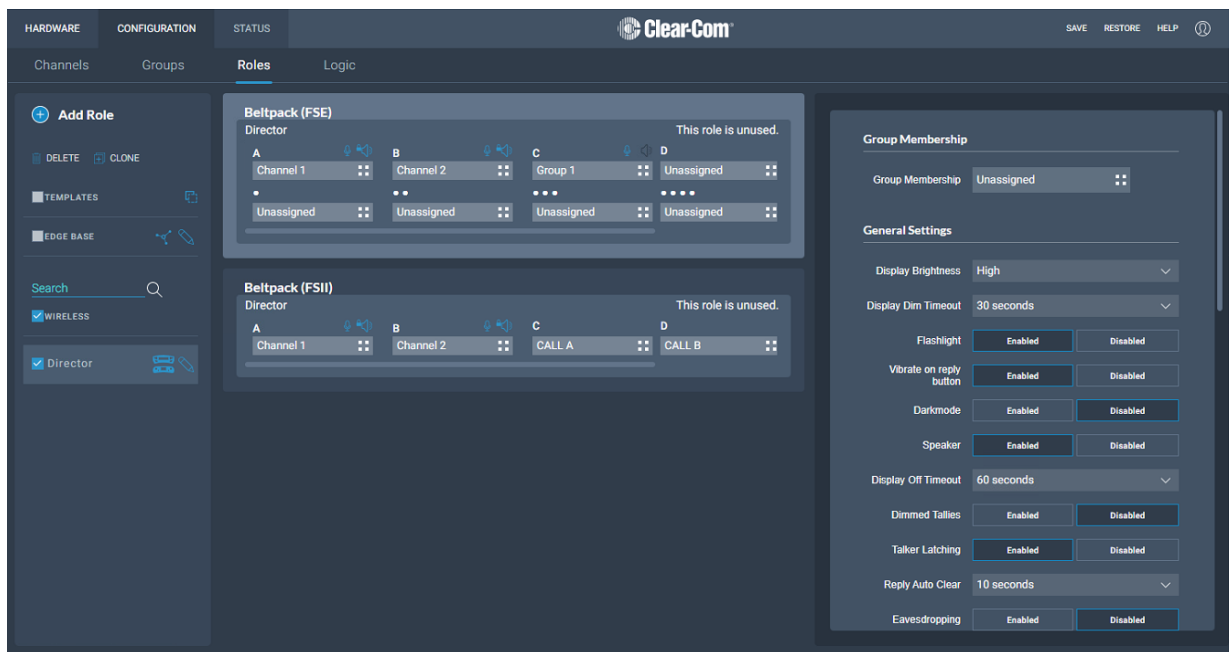 HARDWARE CONFIGURATION STATUS Clear-Com® SAVE RESTORE HELP
Channels Groups Roles Logic
Add Role
DELETE CLONE
TEMPLATES
EDGE BASE
Search
WIRELESS
Director
Beltpack (FSE)
Director This role is unused.
A B C D
Channel 1 Channel 2 Group 1 Unassigned
Unassigned Unassigned Unassigned Unassigned
Beltpack (FSII)
Director This role is unused.
A B C D
Channel 1 Channel 2 CALL A CALL B
Group Membership
Group Membership Unassigned
General Settings
Display Brightness High
Display Dim Timeout 30 seconds
Flashlight Enabled Disabled
Vibrate on reply
button Enabled Disabled
Darkmode Enabled Disabled
Speaker Enabled Disabled
Display Off Timeout 60 seconds
Dimmed Tallies Enabled Disabled
Talker Latching Enabled Disabled
Reply Auto Clear 10 seconds
Eavesdropping Enabled Disabled